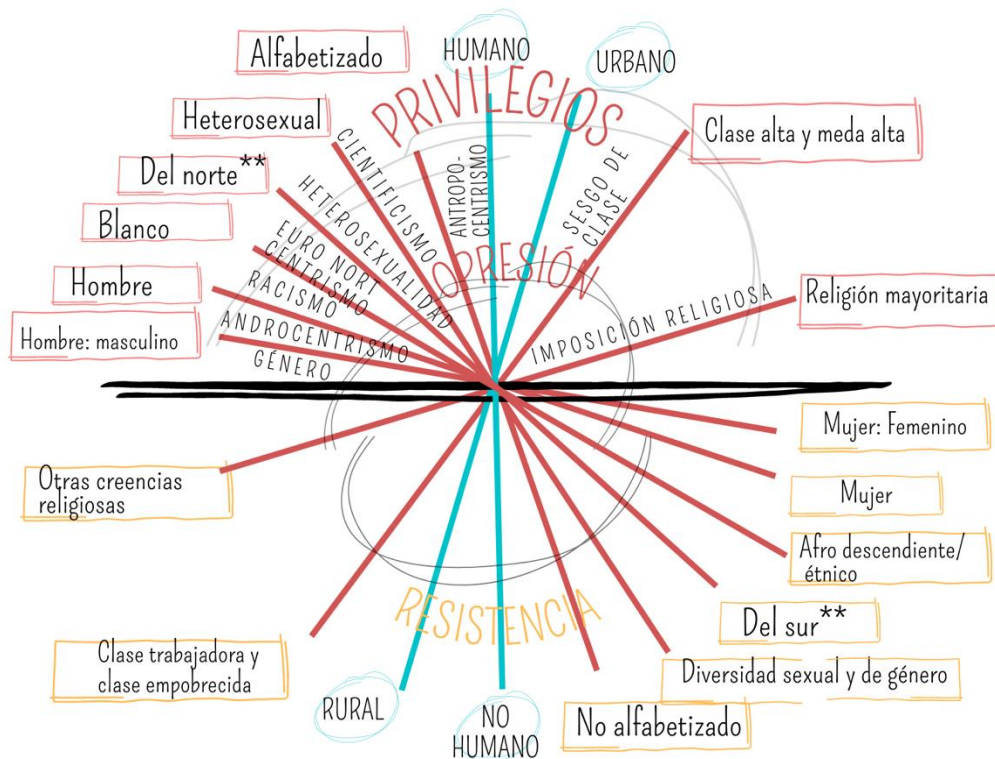 Alfabetizado
HUMANO
URBANO
PRIVILEGIOS
Heterosexual
Clase alta y meda alta
Del norte**
Blanco
Hombre
Hombre: masculino
CIENTIFICISMO
ANTROPO-
CENTRISMO
SESGO DE
CLASE
HETEROSEXUALIDAD
EURO NORT
CENTRISMO
RACISMO
ANDROCENTRISMO
GÉNERO
OPRESIÓN
IMPOSICIÓN RELIGIOSA
Religión mayoritaria
Otras creencias
religiosas
Mujer: Femenino
Mujer
Afro descendiente/
étnico
Del sur**
Diversidad sexual y de género
RESISTENCIA
Clase trabajadora y
clase empobrecida
RURAL
NO
HUMANO
No alfabetizado